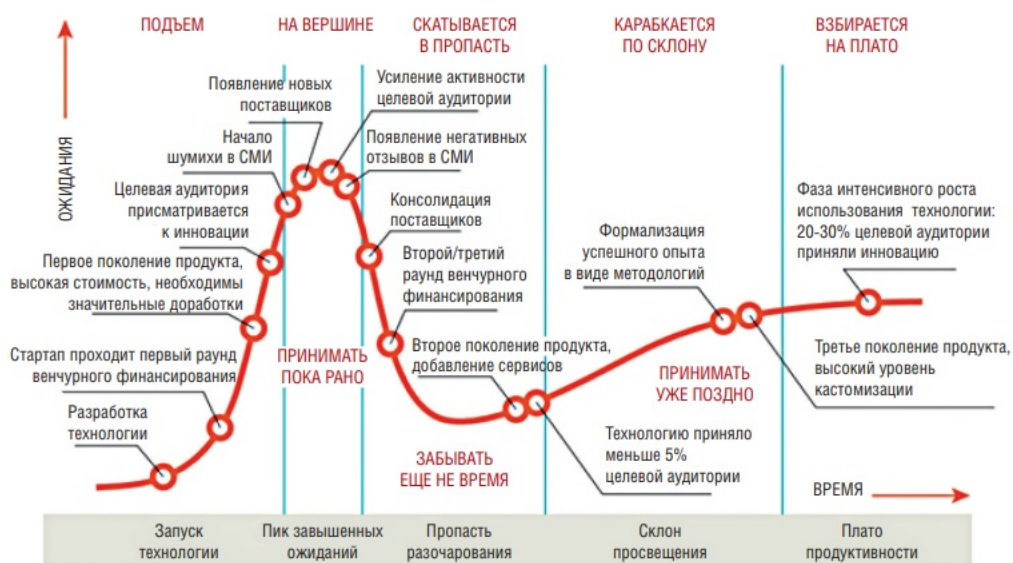 ПОДЪЕМ
НА ВЕРШИНЕ
СКАТЫВАЕТСЯ
В ПРОПАСТЬ
КАРАБКАЕТСЯ
ПО СКЛОНУ
ВЗБИРАЕТСЯ
НА ПЛАТО
ОЖИДАНИЯ
Появление новых
поставщиков
Усиление активности
целевой аудитории
Начало
шумихи в СМИ
Появление негативных
отзывов в СМИ
Целевая аудитория
присматривается
к инновации
Консолидация
поставщиков
Первое поколение продукта,
высокая стоимость, необходимы
значительные доработки
Второй/третий
раунд венчурного
финансирования
Формализация
успешного опыта
в виде методологий
Фаза интенсивного роста
использования технологии:
20-30% целевой аудитории
приняли инновацию
Стартап проходит первый раунд
венчурного финансирования
ПРИНИМАТЬ
ПОКА РАНО
Второе поколение продукта,
добавление сервисов
ПРИНИМАТЬ
УЖЕ ПОЗДНО
Третье поколение продукта,
высокий уровень
кастомизации
Разработка
технологии
ЗАБЫВАТЬ
ЕЩЕ НЕ ВРЕМЯ
Технологию приняло
меньше 5%
целевой аудитории
ВРЕМЯ
Запуск
технологии
Пик завышенных
ожиданий
Пропасть
разочарования
Склон
просвещения
Плато
продуктивности